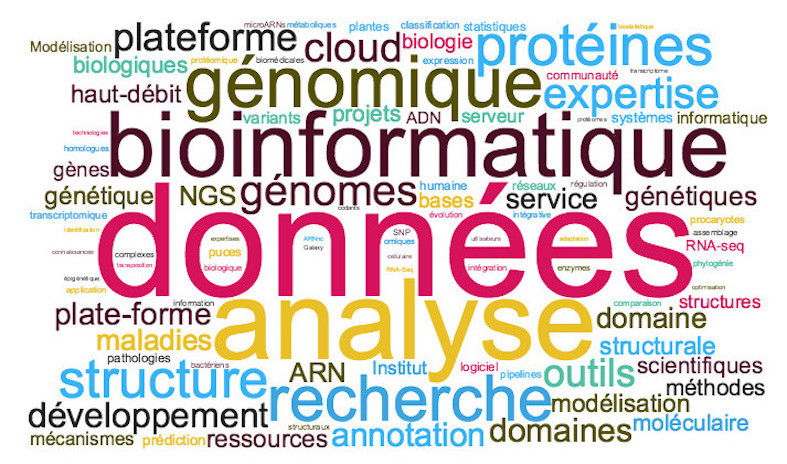 microARNs métaboliques plantes classification statistiques
Modélisation plateforme cloud biologie protéines
biologiques protéomique biomédicales expression communauté transcriptome
haut-débit génomique expertise
variants projets ADN serveur protéomes systèmes informatique
technologies
homologues bioinformatique
gènes
génétique NGS génomes humaine bases réseaux régulation service génétiques
transcriptomique codants évolution intégrative procaryotes
identification données expertises ARNnc SNP utilisateurs adaptation assemblage
connaissances complexes puces Galaxy omiques RNA-seq
transposition biologique cellulaire intégration enzymes phylogénie
épigénétique RNA-Seq
application information optimisation
plate-forme analyse comparaison structures
maladies domaine
pathologies structurale
bactériens ARN Institut logiciel pipelines outils scientifiques
structure recherche méthodes
développement structuraux modélisation
mécanismes prédiction ressources annotation domaines moléculaire